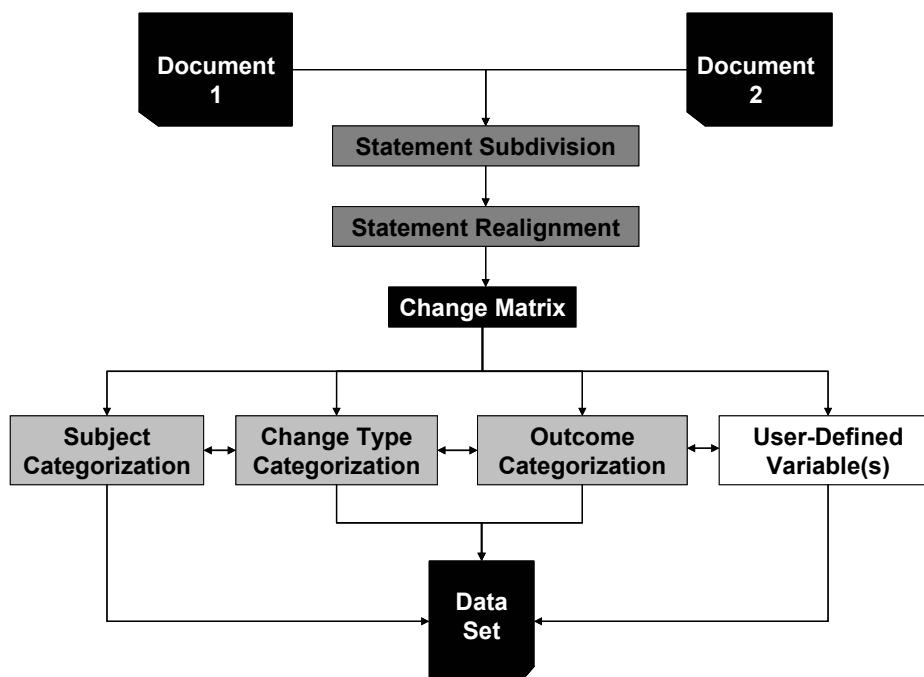 Document
1
Document
2
Statement Subdivision
Statement Realignment
Change Matrix
Subject
Categorization
Change Type
Categorization
Outcome
Categorization
User-Defined
Variable(s)
Data
Set